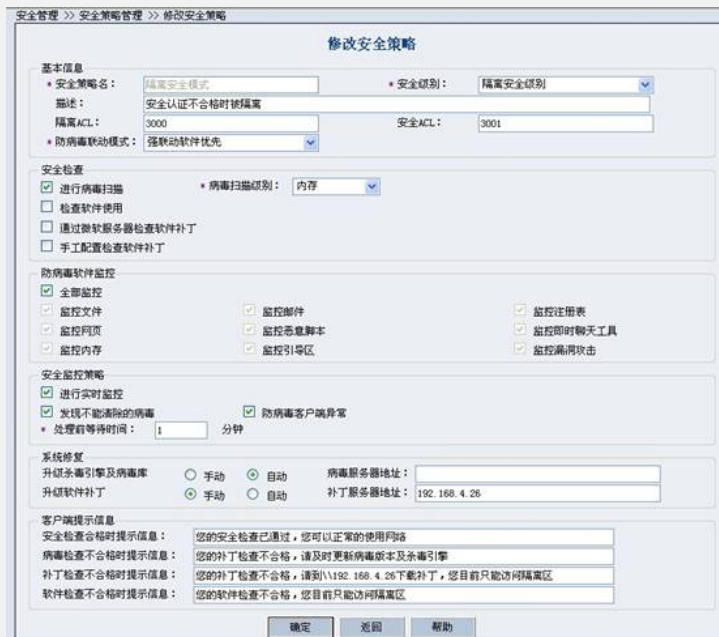 安全管理 >> 安全策略管理 >> 修改安全策略
修改安全策略
基本信息
* 安全策略名： 隔离安全模式 * 安全级别： 隔离安全级别
描述： 安全认证不合格时被隔离
隔离ACL： 3000 安全ACL： 3001
* 防病毒联动模式： 强联动软件优先
安全检查
进行病毒扫描 * 病毒扫描级别： 内存
检查软件使用
通过微软服务器检查软件补丁
手工配置检查软件补丁
防病毒软件监控
全部监控
监控文件 监控邮件 监控注册表
监控网页 监控恶意脚本 监控即时聊天工具
监控内存 监控引导区 监控漏洞攻击
安全监控策略
进行实时监控
发现不能清除的病毒 防病毒客户端异常
* 处理前等待时间： 1 分钟
系统修复
升级杀毒引擎及病毒库 手动 自动 病毒服务器地址：
升级软件补丁 手动 自动 补丁服务器地址： 192.168.4.26
客户端提示信息
安全检查合格时提示信息： 您的安全检查已通过，您可以正常的使用网络
病毒检查不合格时提示信息： 您的补丁检查不合格，请及时更新病毒版本及杀毒引擎
补丁检查不合格时提示信息： 您的补丁检查不合格，请到\\192.168.4.26下载补丁，您目前只能访问隔离区
软件检查不合格时提示信息： 您的软件检查不合格，您目前只能访问隔离区
确定 返回 帮助